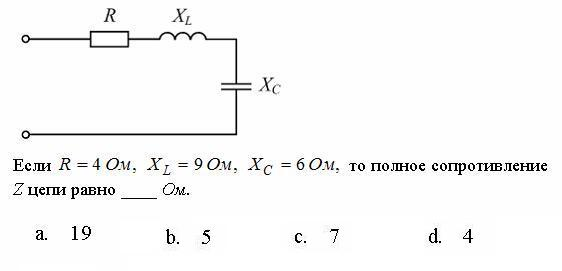 R
X_L
X_C
Если R = 4 Ом, X_L = 9 Ом, X_C = 6 Ом, то полное сопротивление
Z цепи равно ____ Ом.
a. 19 b. 5 c. 7 d. 4